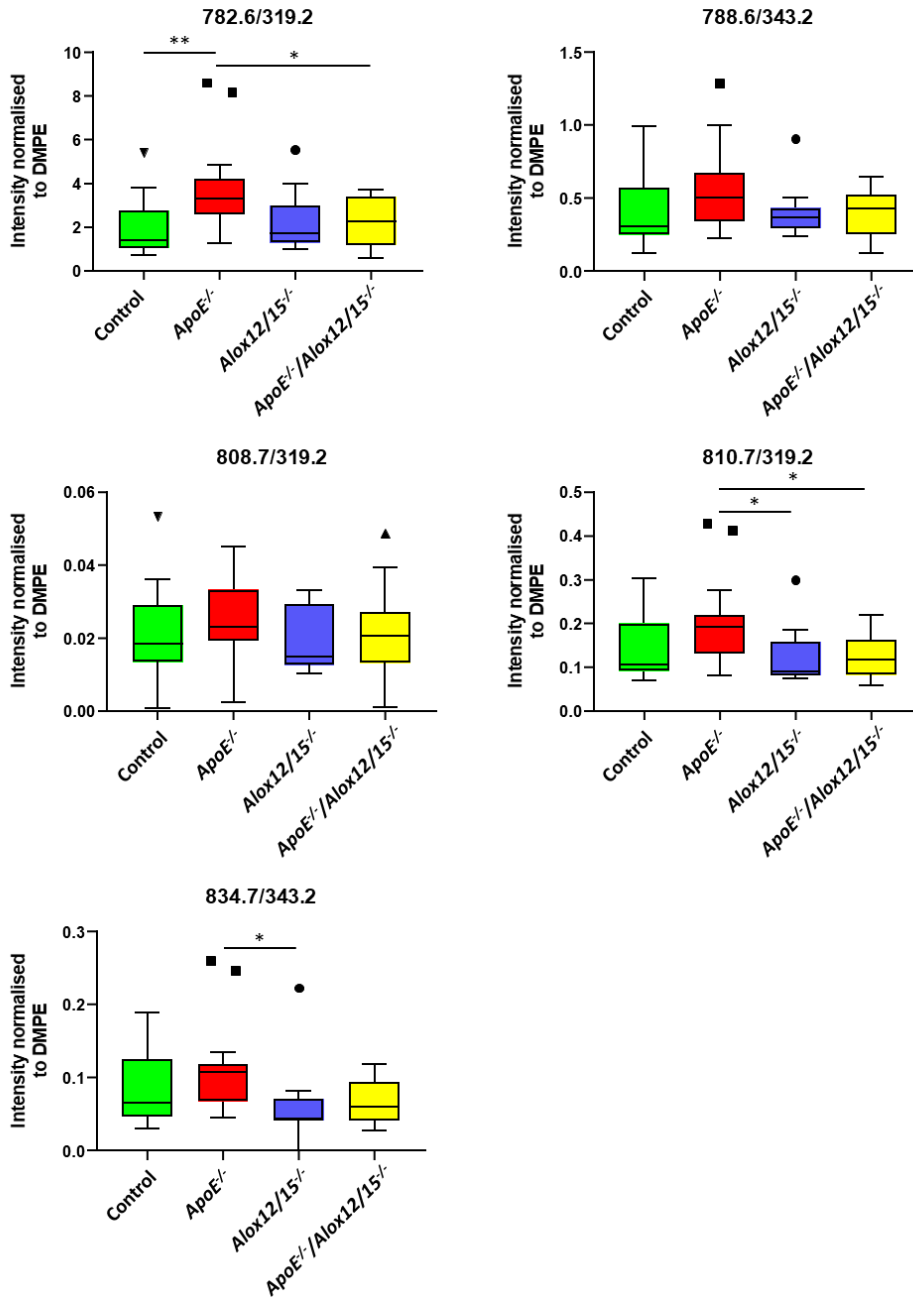 782.6/319.2
Intensity normalised
to DMPE
10
8
6
4
2
0
**
*
Control
ApoE-/-
Alox12/15-/-
ApoE-/-/Alox12/15-/-
788.6/343.2
Intensity normalised
to DMPE
1.5
1.0
0.5
0.0
Control
ApoE-/-
Alox12/15-/-
ApoE-/-/Alox12/15-/-
808.7/319.2
Intensity normalised
to DMPE
0.06
0.04
0.02
0.00
Control
ApoE-/-
Alox12/15-/-
ApoE-/-/Alox12/15-/-
810.7/319.2
Intensity normalised
to DMPE
0.5
0.4
0.3
0.2
0.1
0.0
*
*
Control
ApoE-/-
Alox12/15-/-
ApoE-/-/Alox12/15-/-
834.7/343.2
Intensity normalised
to DMPE
0.3
0.2
0.1
0.0
*
Control
ApoE-/-
Alox12/15-/-
ApoE-/-/Alox12/15-/-